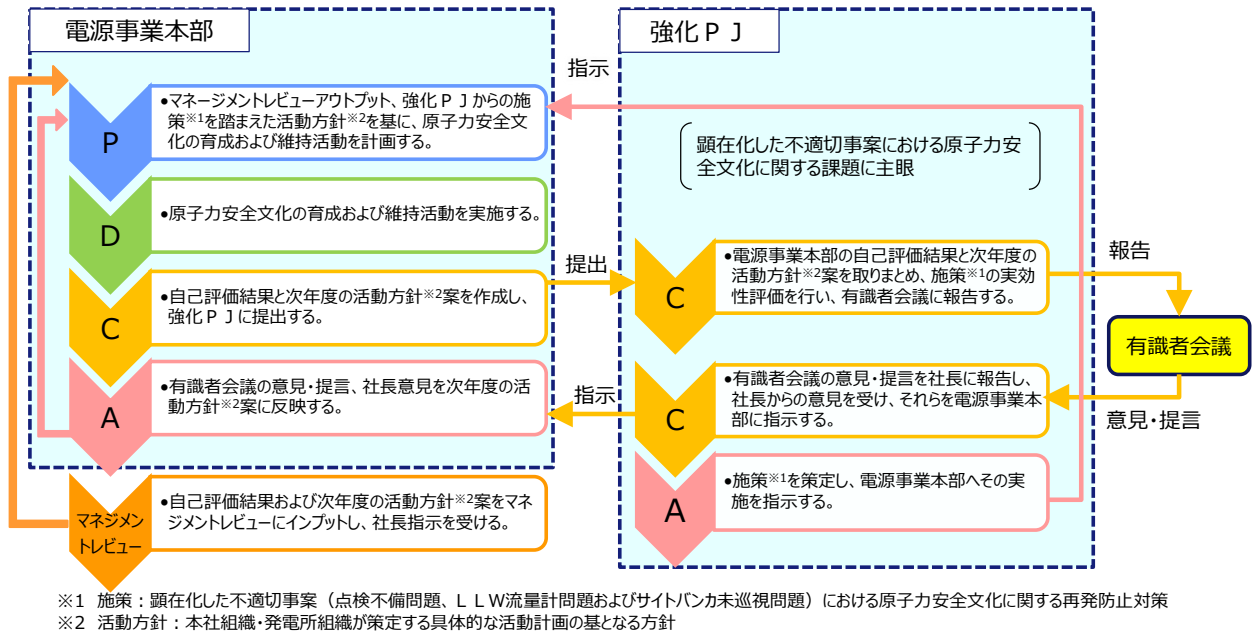 電源事業本部
P
●マネージメントレビューアウトプット、強化ＰＪからの施
策※1を踏まえた活動方針※2を基に、原子力安全文
化の育成および維持活動を計画する。
D
●原子力安全文化の育成および維持活動を実施する。
C
●自己評価結果と次年度の活動方針※2案を作成し、
強化ＰＪに提出する。
A
●有識者会議の意見・提言、社長意見を次年度の活
動方針※2案に反映する。
マネジメン
トレビュー
●自己評価結果および次年度の活動方針※2案をマネ
ジメントレビューにインプットし、社長指示を受ける。
指示
提出
指示
強化ＰＪ
顕在化した不適切事案における原子力安
全文化に関する課題に主眼
C
●電源事業本部の自己評価結果と次年度の
活動方針※2案を取りまとめ、施策※1の実効
性評価を行い、有識者会議に報告する。
C
●有識者会議の意見・提言を社長に報告し、
社長からの意見を受け、それらを電源事業本
部に指示する。
A
●施策※1を策定し、電源事業本部へその実
施を指示する。
報告
有識者会議
意見・提言
※1 施策：顕在化した不適切事案（点検不備問題、ＬＬＷ流量計問題およびサイトバンカ未巡視問題）における原子力安全文化に関する再発防止対策
※2 活動方針：本社組織・発電所組織が策定する具体的な活動計画の基となる方針